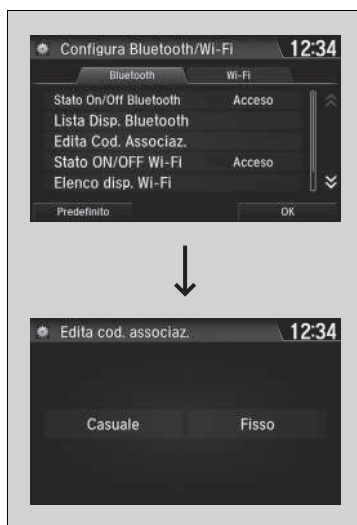 Configura Bluetooth/Wi-Fi 12:34
Bluetooth Wi-Fi
Stato On/Off Bluetooth Acceso
Lista Disp. Bluetooth
Edita Cod. Associaz.
Stato ON/OFF Wi-Fi Acceso
Elenco disp. Wi-Fi
Predefinito OK
Edita cod. associaz. 12:34
Casuale Fisso